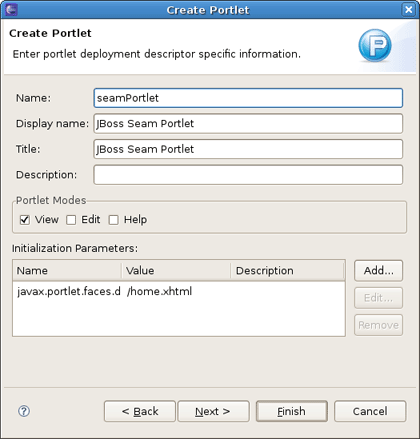 Create Portlet
Create Portlet
Enter portlet deployment descriptor specific information.
P
Name: seamPortlet
Display name: JBoss Seam Portlet
Title: JBoss Seam Portlet
Description:
Portlet Modes
View Edit Help
Initialization Parameters:
Name Value Description
Add...
javax.portlet.faces.d /home.xhtml
Edit...
Remove
? < Back Next > Finish Cancel